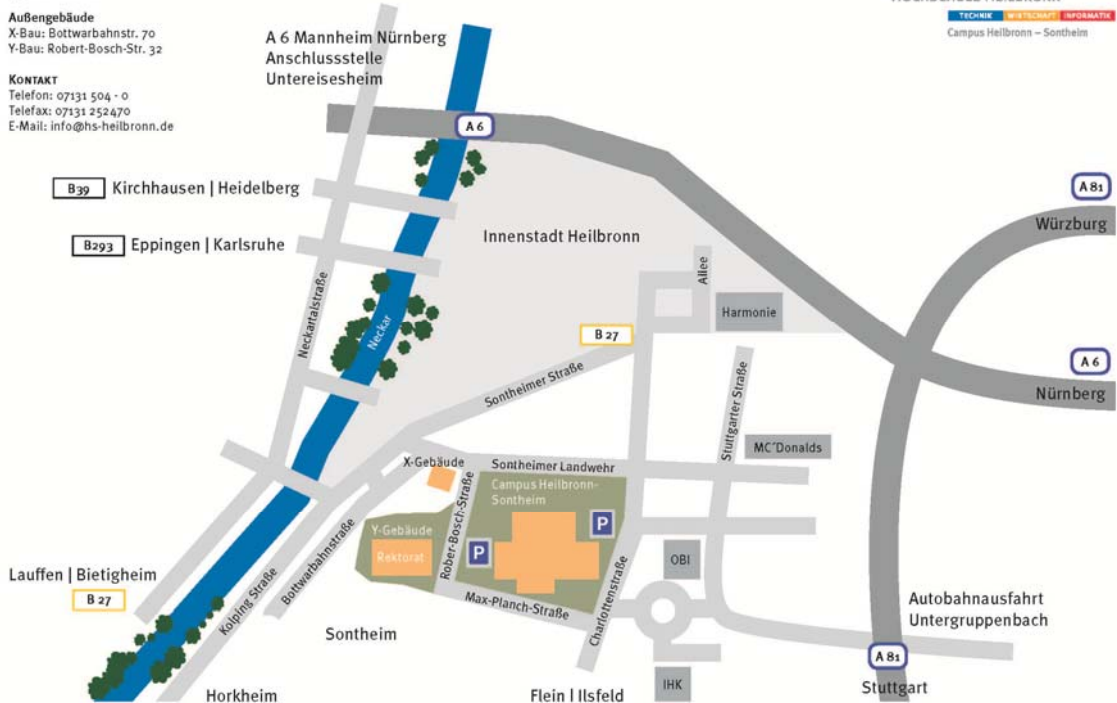 HOCHSCHULE HEILBRONN
TECHNIK WIRTSCHAFT INFORMATIK
Campus Heilbronn – Sontheim
Außengebäude
X-Bau: Bottwarbahnstr. 70
Y-Bau: Robert-Bosch-Str. 32
KONTAKT
Telefon: 07131 504 - 0
Telefax: 07131 252470
E-Mail: info@hs-heilbronn.de
A 6 Mannheim Nürnberg
Anschlussstelle
Untereisesheim
A 6
B39 Kirchhausen | Heidelberg
B293 Eppingen | Karlsruhe
Innenstadt Heilbronn
A 81
Würzburg
Allee
Harmonie
Neckartalstraße
Neckar
B 27
A 6
Nürnberg
Sontheimer Straße
Stuttgarter Straße
MC´Donalds
X-Gebäude
Sontheimer Landwehr
Campus Heilbronn-
Sontheim
Rober-Bosch-Straße
P
Y-Gebäude
Rektorat
P
OBI
Lauffen | Bietigheim
B 27
Kolping Straße
Bottwarbahnstraße
Max-Planch-Straße
Charlottenstraße
Autobahnausfahrt
Untergruppenbach
Sontheim
A 81
Stuttgart
Horkheim
Flein | Ilsfeld
IHK